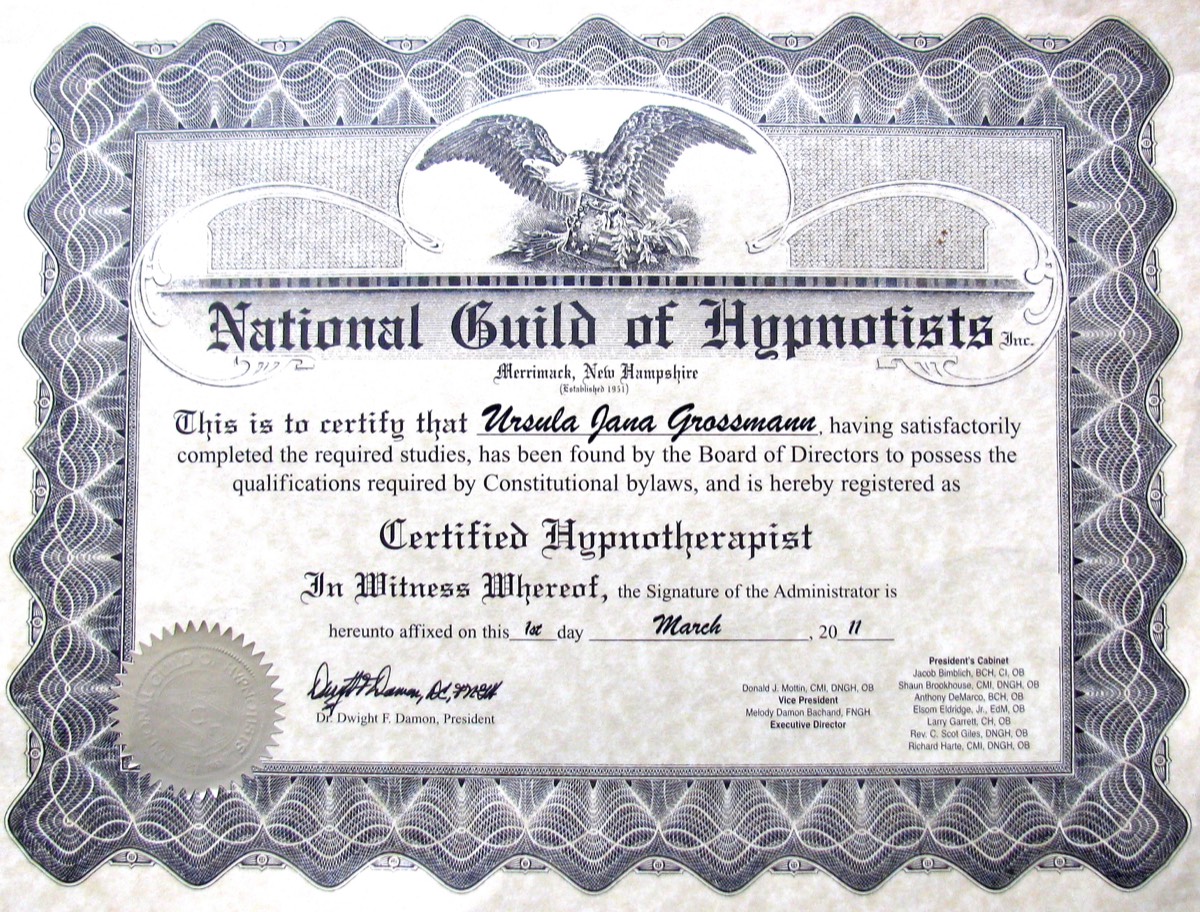 National Guild of Hypnotists Inc.
Merrimack, New Hampshire
(Established 1951)
This is to certify that Ursula Jana Grossmann, having satisfactorily
completed the required studies, has been found by the Board of Directors to possess the
qualifications required by Constitutional bylaws, and is hereby registered as
Certified Hypnotherapist
In Witness Whereof, the Signature of the Administrator is
hereunto affixed on this 1st day March, 20 11
Dr. Dwight F. Damon, President
Donald J. Mottin, CMI, DNGH, OB
Vice President
Melody Damon Bachand, FNGH
Executive Director
President's Cabinet
Jacob Bimblich, BCH, CI, OB
Shaun Brookhouse, CMI, DNGH, OB
Anthony DeMarco, BCH, OB
Elsom Eldridge, Jr., EdM, OB
Larry Garrett, CH, OB
Rev. C. Scot Giles, DNGH, OB
Richard Harte, CMI, DNGH, OB